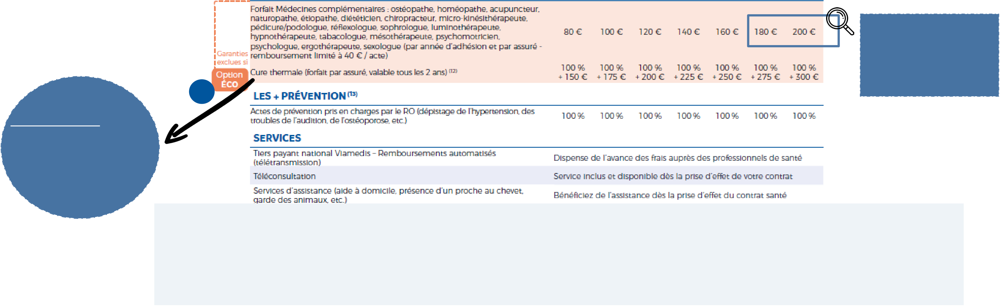 Forfait Médecines complémentaires : ostéopathe, homéopathe, acupuncteur,
naturopathe, étiopathe, diététicien, chiropracteur, micro-kinésithérapeute,
pédicure/podologue, réflexologue, sophrologue, luminothérapeute,
hypnothérapeute, tabacologue, mésothérapeute, psychomotricien,
psychologue, ergothérapeute, sexologue (par année d'adhésion et par assuré -
remboursement limité à 40 € / acte)
80 € 100 € 120 € 140 € 160 € 180 € 200 €
Garanties
exclues si
Option
ÉCO
Cure thermale (forfait par assuré, valable tous les 2 ans) (12)
100 % 100 % 100 % 100 % 100 % 100 % 100 %
+ 150 € + 175 € + 200 € + 225 € + 250 € + 275 € + 300 €
LES + PRÉVENTION (13)
Actes de prévention pris en charges par le RO (dépistage de l'hypertension, des
troubles de l'audition, de l'ostéoporose, etc.)
100 % 100 % 100 % 100 % 100 % 100 % 100 %
SERVICES
Tiers payant national Viamedis – Remboursements automatisés
(télétransmission)
Dispense de l'avance des frais auprès des professionnels de santé
Téléconsultation
Service inclus et disponible dès la prise d'effet de votre contrat
Services d'assistance (aide à domicile, présence d'un proche au chevet,
garde des animaux, etc.)
Bénéficiez de l'assistance dès la prise d'effet du contrat santé